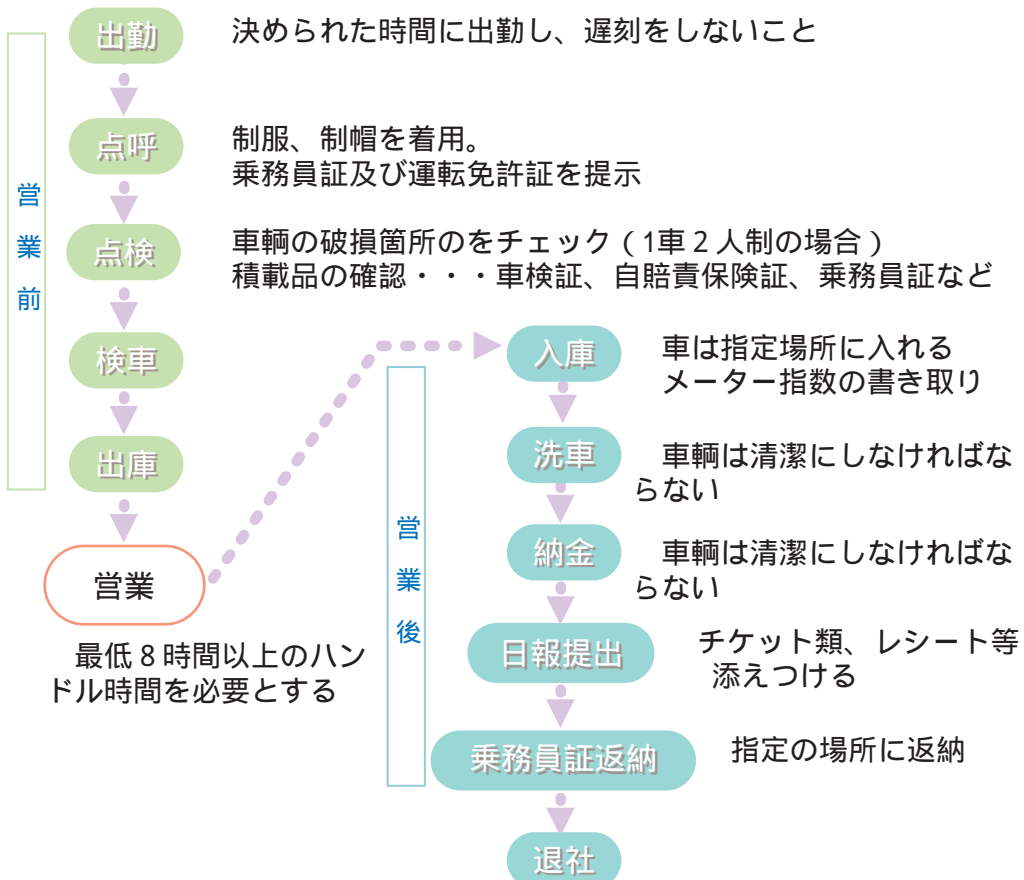 営業前
出勤
決められた時間に出勤し、遅刻をしないこと
点呼
制服、制帽を着用。
乗務員証及び運転免許証を提示
点検
車輌の破損箇所のをチェック（1車２人制の場合）
積載品の確認・・・車検証、自賠責保険証、乗務員証など
検車
出庫
営業
最低８時間以上のハン
ドル時間を必要とする
営業後
入庫
車は指定場所に入れる
メーター指数の書き取り
洗車
車輌は清潔にしなければな
らない
納金
車輌は清潔にしなければな
らない
日報提出
チケット類、レシート等
添えつける
乗務員証返納
指定の場所に返納
退社